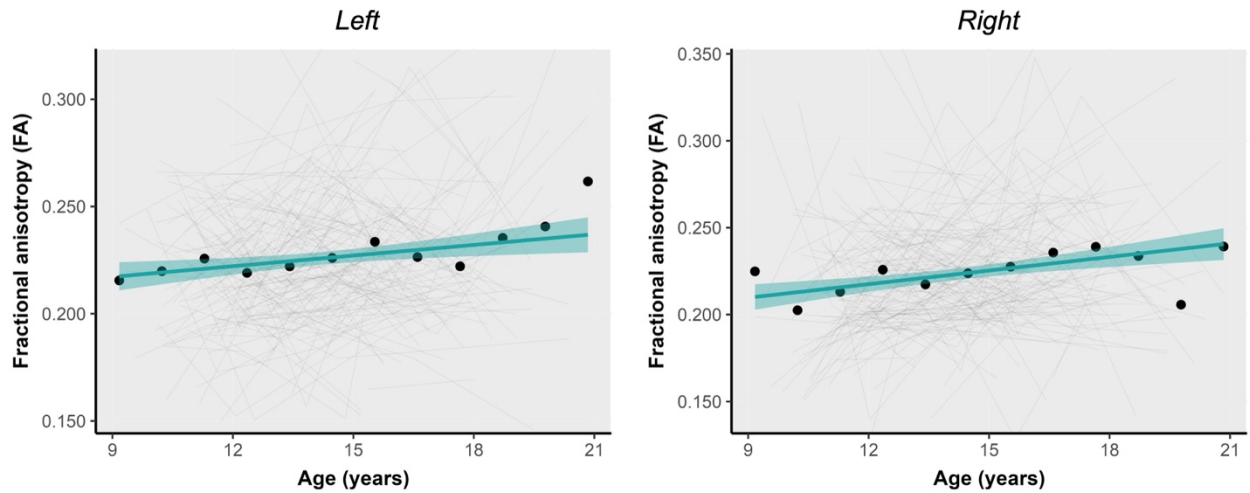 Left
Fractional anisotropy (FA)
0.300
0.250
0.200
0.150
9 12 15 18 21
Age (years)
Right
Fractional anisotropy (FA)
0.350
0.300
0.250
0.200
0.150
9 12 15 18 21
Age (years)